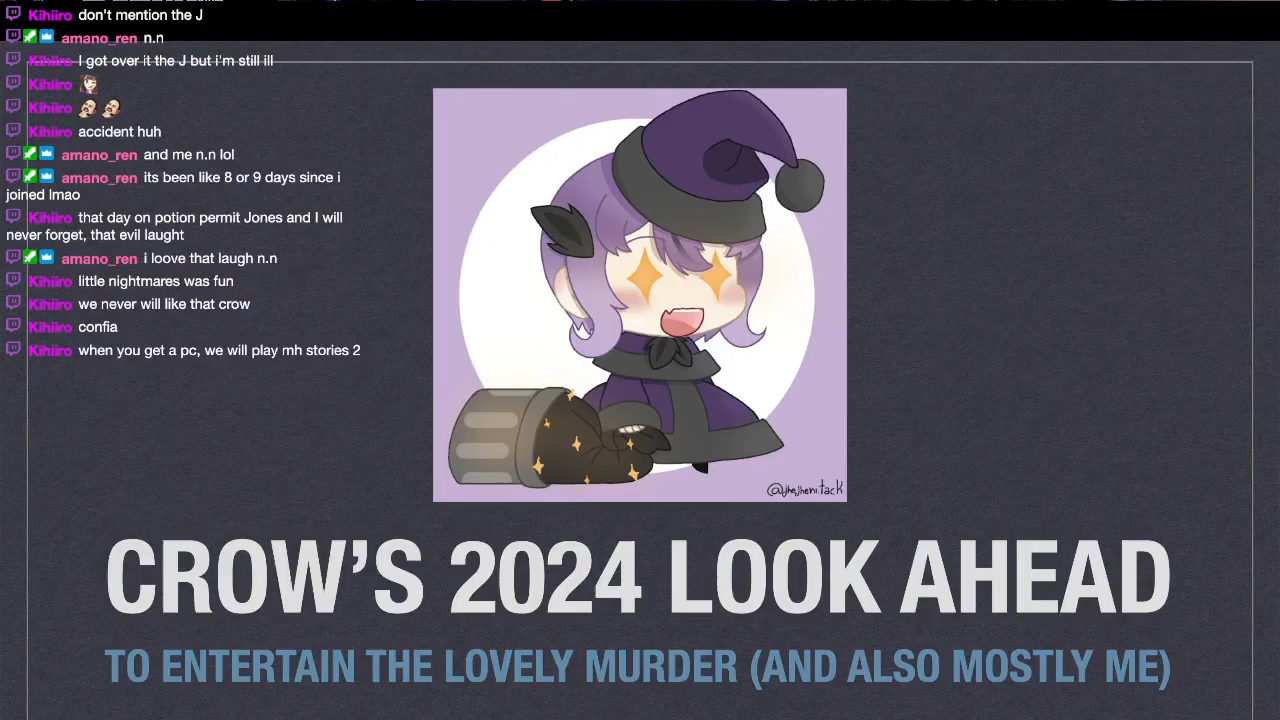 Kihiiro don't mention the J
amano_ren n.n
Kihiiro I got over it the J but i'm still ill
Kihiiro
Kihiiro
Kihiiro accident huh
amano_ren and me n.n lol
amano_ren its been like 8 or 9 days since i
joined lmao
Kihiiro that day on potion permit Jones and I will
never forget, that evil laught
amano_ren i loove that laugh n.n
Kihiiro little nightmares was fun
Kihiiro we never will like that crow
Kihiiro confia
Kihiiro when you get a pc, we will play mh stories 2
@jhejhenitack
CROW'S 2024 LOOK AHEAD
TO ENTERTAIN THE LOVELY MURDER (AND ALSO MOSTLY ME)